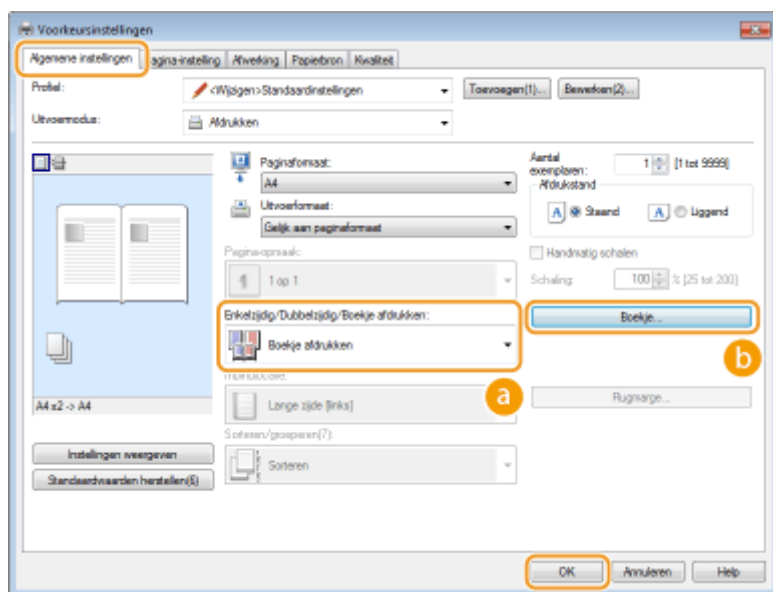 Voorkeursinstellingen
Algemene instellingen Pagina-instelling Afwerking Papierbron Kwaliteit
Profiel: <Wijzigen>Standaardinstellingen Toevoegen(1)... Bewerken(2)...
Uitvoermodus: Afdrukken
Paginaformaat:
A4
Uitvoerformaat:
Gelijk aan paginaformaat
Aantal exemplaren: 1 [1 tot 9999]
Afdrukstand
A Staand A Liggend
Pagina-opmaak:
1 1 op 1
Handmatig schalen
Schaling: 100 % [25 tot 200]
Enkelzijdig/Dubbelzijdig/Boekje afdrukken:
Boekje afdrukken
Boekje...
a
b
Lange zijde [links]
Rugmarge...
A4 x2 -> A4
Sorteren/groeperen(7):
Sorteren
Instellingen weergeven
Standaardwaarden herstellen(6)
OK Annuleren Help